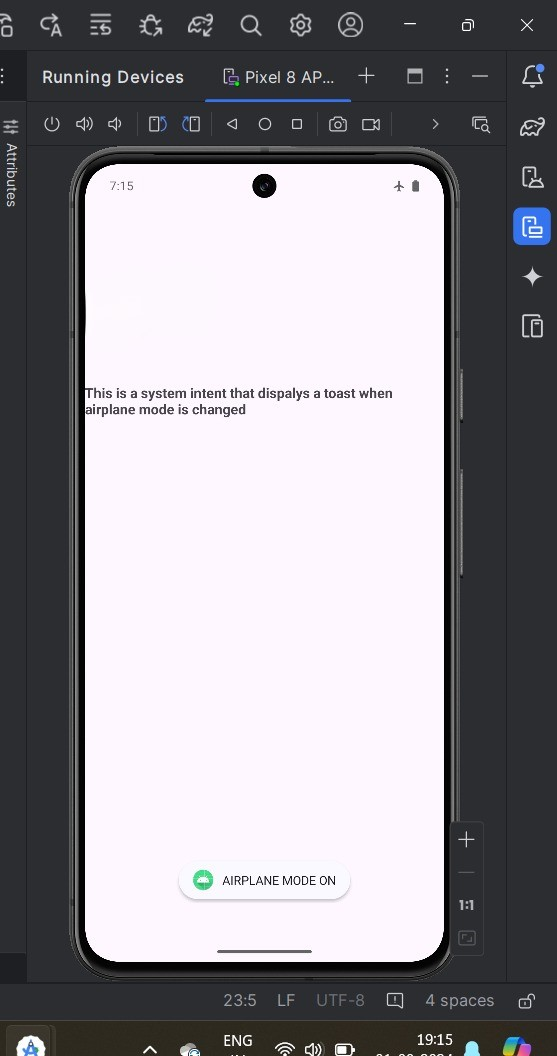 Running Devices
Pixel 8 AP...
Attributes
7:15
This is a system intent that dispalys a toast when
airplane mode is changed
AIRPLANE MODE ON
1:1
23:5 LF UTF-8 4 spaces
ENG
19:15